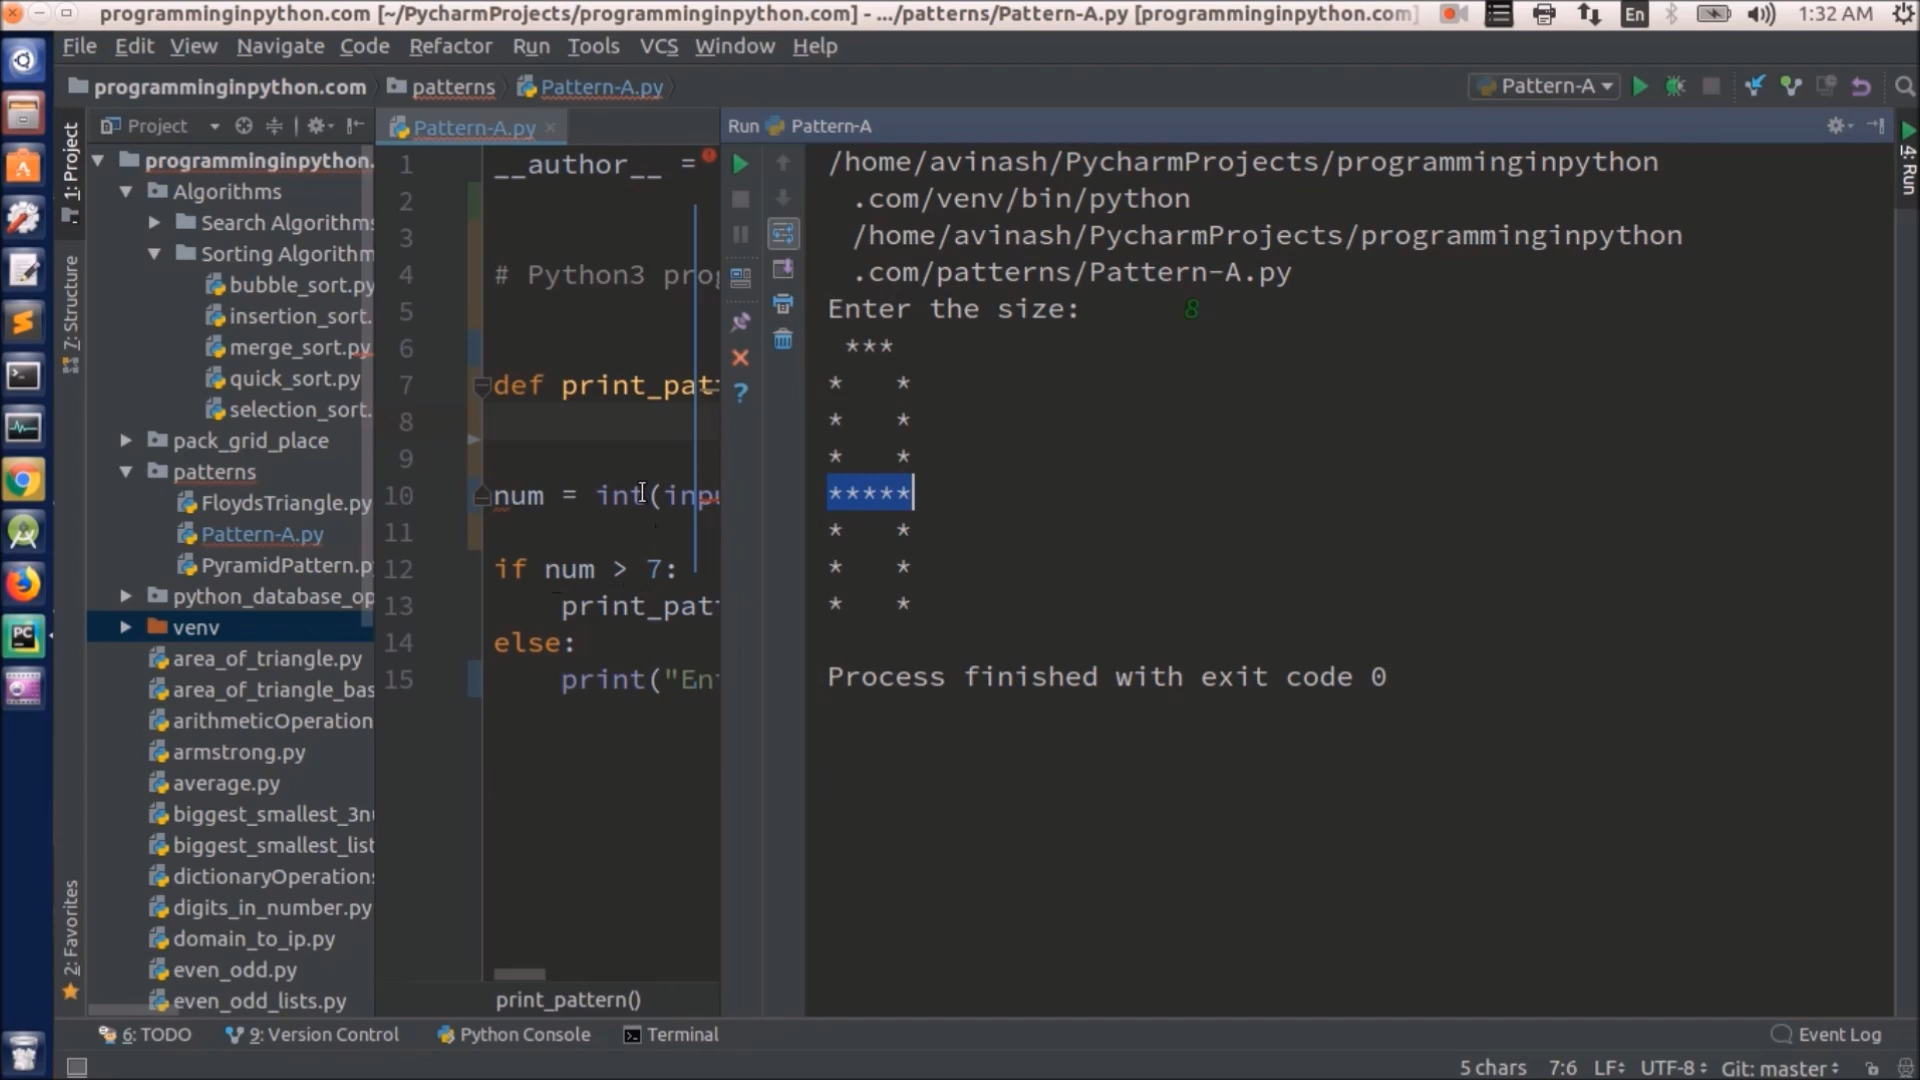 programminginpython.com [~/PycharmProjects/programminginpython.com] - .../patterns/Pattern-A.py [programminginpython.com]
En
1:32 AM
File Edit View Navigate Code Refactor Run Tools VCS Window Help
programminginpython.com patterns Pattern-A.py
Pattern-A
1: Project
7: Structure
2: Favorites
Project
programminginpython.
Algorithms
Search Algorithms
Sorting Algorithm
bubble_sort.py
insertion_sort.
merge_sort.py
quick_sort.py
selection_sort.
pack_grid_place
patterns
FloydsTriangle.py
Pattern-A.py
PyramidPattern.p
python_database_op
venv
area_of_triangle.py
area_of_triangle_bas
arithmeticOperation
armstrong.py
average.py
biggest_smallest_3nu
biggest_smallest_list
dictionaryOperations
digits_in_number.py
domain_to_ip.py
even_odd.py
even_odd_lists.py
Pattern-A.py
1 __author__ =
2
3
4 # Python3 prog
5
6
7 def print_patt
8
9
10 num = int(inpu
11
12 if num > 7:
13 print_patt
14 else:
15 print("Ent
print_pattern()
Run Pattern-A
/home/avinash/PycharmProjects/programminginpython
.com/venv/bin/python
/home/avinash/PycharmProjects/programminginpython
.com/patterns/Pattern-A.py
Enter the size: 8
 ***
*   *
*   *
*   *
*****
*   *
*   *
*   *
Process finished with exit code 0
4: Run
6: TODO 9: Version Control Python Console Terminal
Event Log
PC
5 chars 7:6 LF UTF-8 Git: master